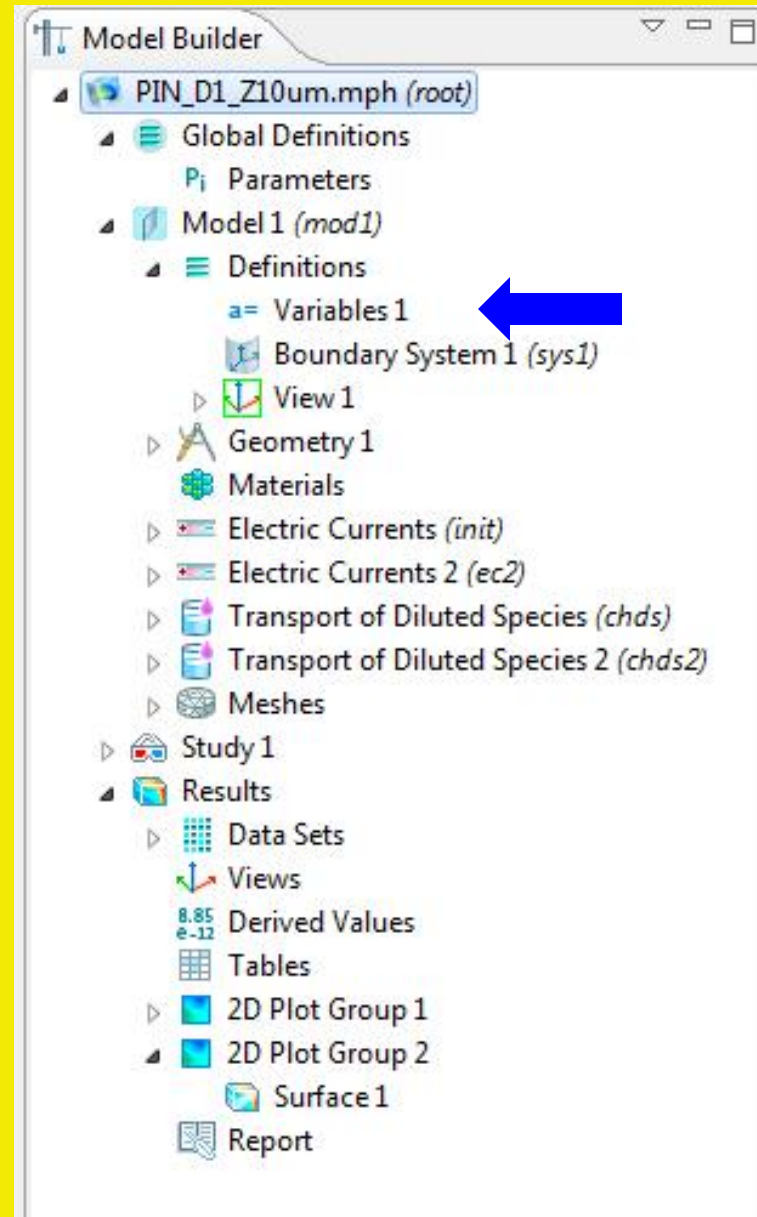 Model Builder
PIN_D1_Z10um.mph (root)
Global Definitions
Pi Parameters
Model 1 (mod1)
Definitions
a= Variables 1
Boundary System 1 (sys1)
View 1
Geometry 1
Materials
Electric Currents (init)
Electric Currents 2 (ec2)
Transport of Diluted Species (chds)
Transport of Diluted Species 2 (chds2)
Meshes
Study 1
Results
Data Sets
Views
8.85
e-12 Derived Values
Tables
2D Plot Group 1
2D Plot Group 2
Surface 1
Report